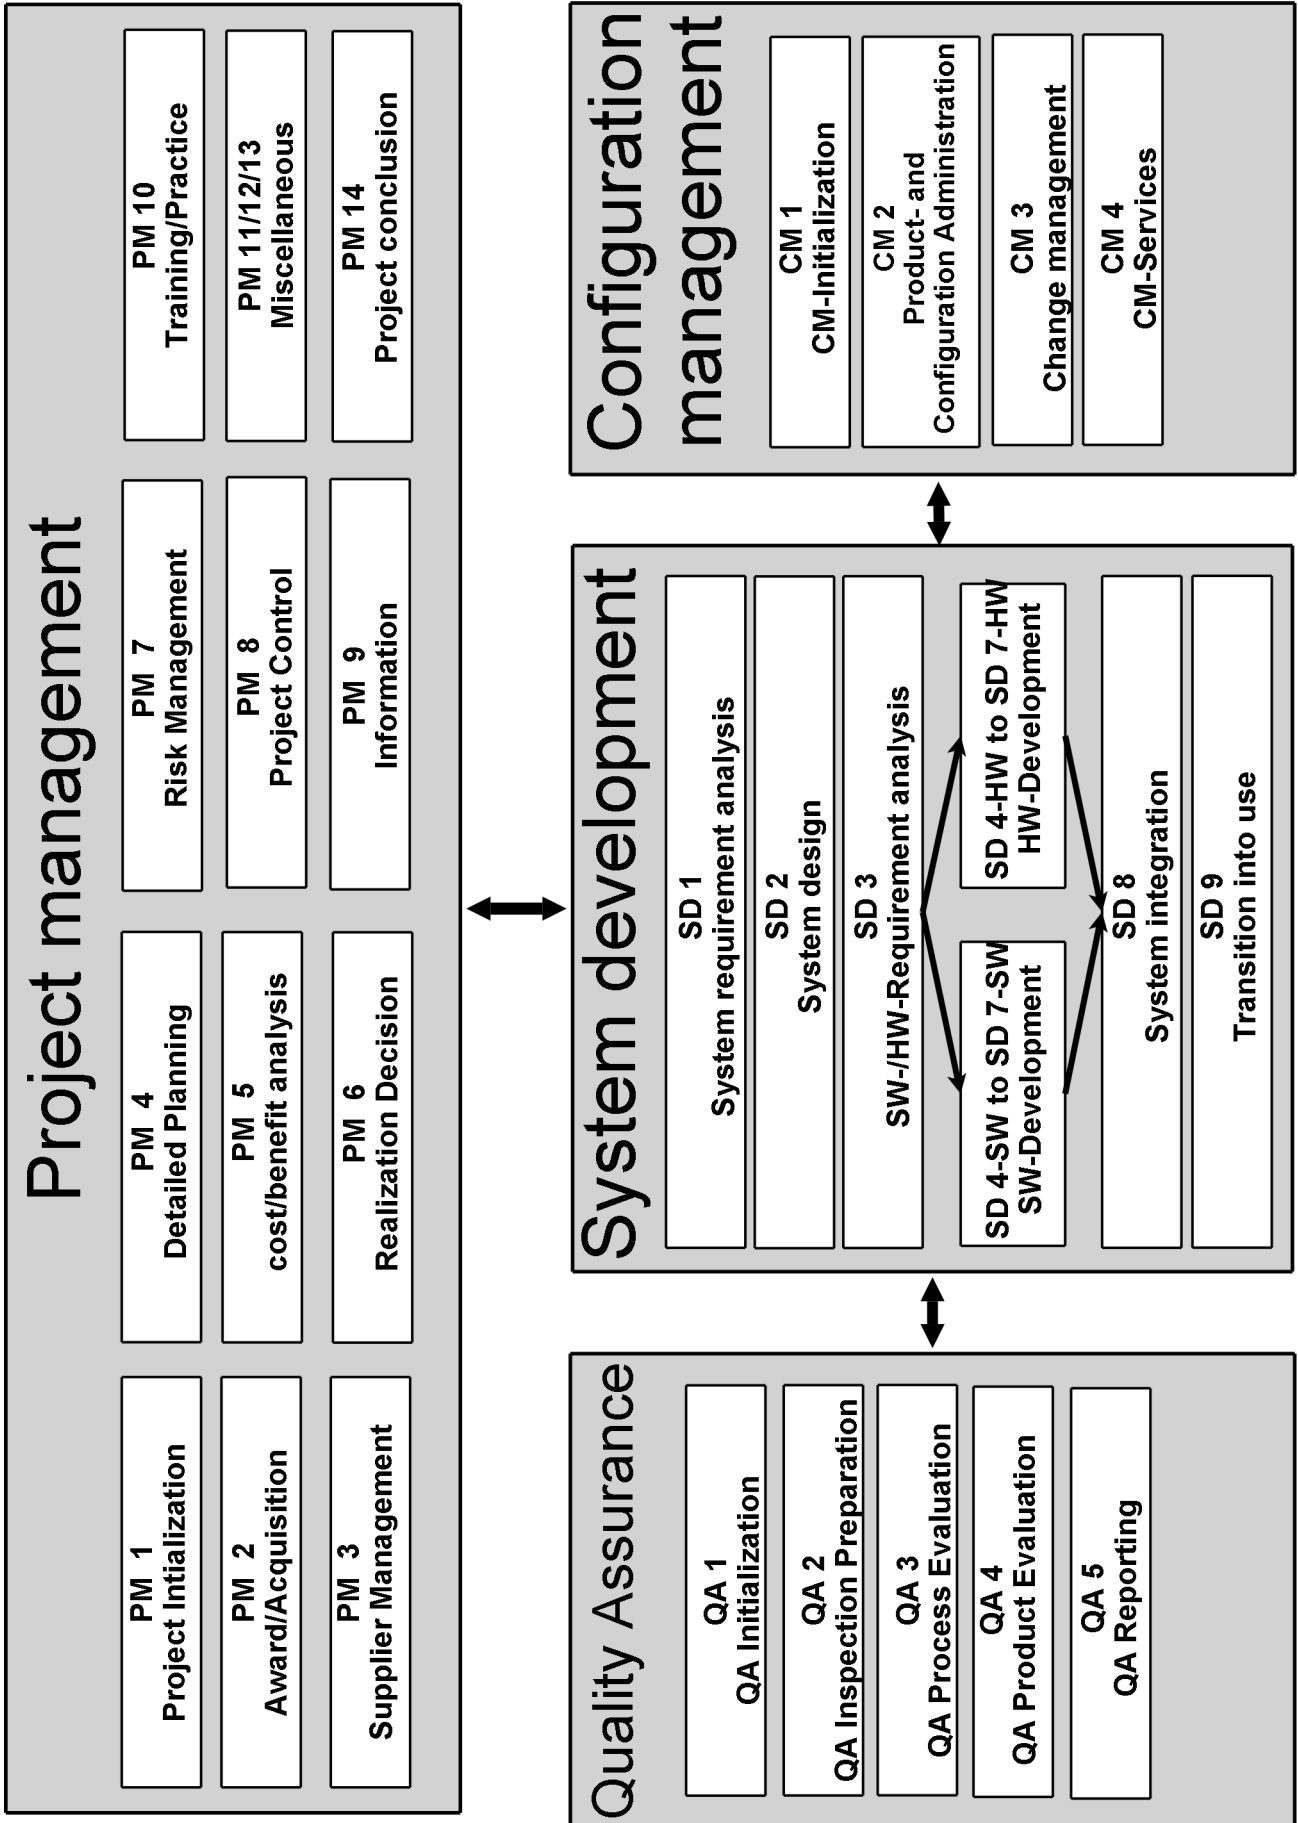 Project management
PM 1
Project Intialization
PM 2
Award/Acquisition
PM 3
Supplier Management
PM 4
Detailed Planning
PM 5
cost/benefit analysis
PM 6
Realization Decision
PM 7
Risk Management
PM 8
Project Control
PM 9
Information
PM 10
Training/Practice
PM 11/12/13
Miscellaneous
PM 14
Project conclusion
Quality Assurance
QA 1
QA Initialization
QA 2
QA Inspection Preparation
QA 3
QA Process Evaluation
QA 4
QA Product Evaluation
QA 5
QA Reporting
System development
SD 1
System requirement analysis
SD 2
System design
SD 3
SW-/HW-Requirement analysis
SD 4-SW to SD 7-SW
SW-Development
SD 4-HW to SD 7-HW
HW-Development
SD 8
System integration
SD 9
Transition into use
Configuration
management
CM 1
CM-Initialization
CM 2
Product- and
Configuration Administration
CM 3
Change management
CM 4
CM-Services